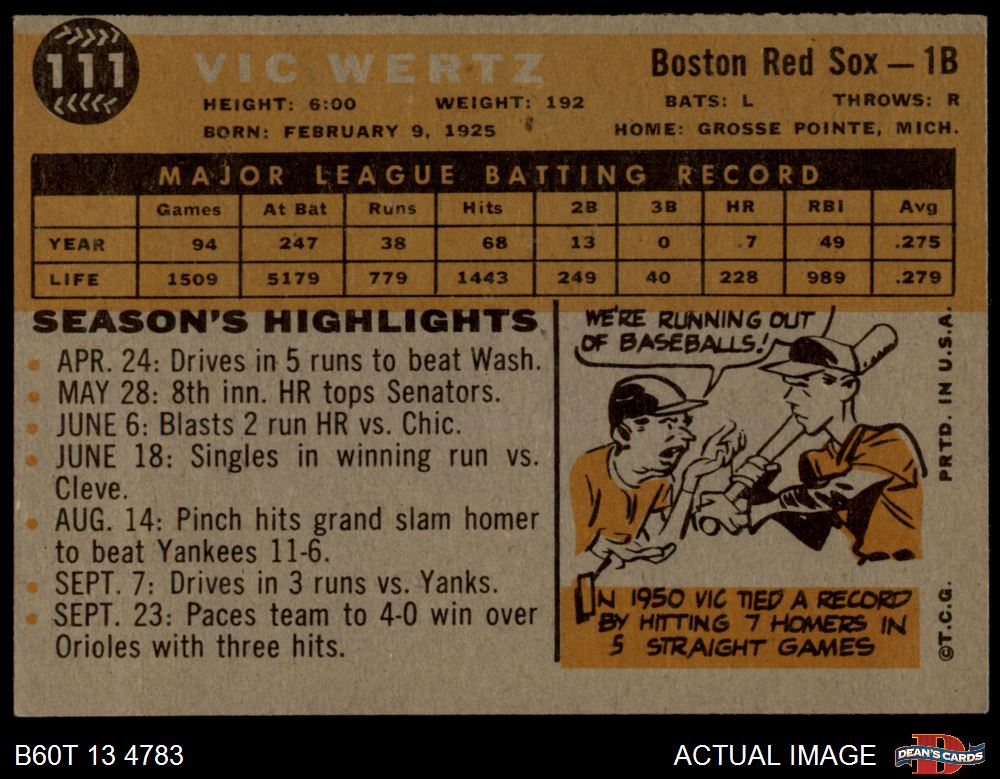 111
VIC WERTZ
Boston Red Sox — 1B
HEIGHT: 6:00 WEIGHT: 192 BATS: L THROWS: R
BORN: FEBRUARY 9, 1925 HOME: GROSSE POINTE, MICH.
MAJOR LEAGUE BATTING RECORD
Games At Bat Runs Hits 2B 3B HR RBI Avg
YEAR 94 247 38 68 13 0 7 49 .275
LIFE 1509 5179 779 1443 249 40 228 989 .279
SEASON'S HIGHLIGHTS
• APR. 24: Drives in 5 runs to beat Wash.
• MAY 28: 8th inn. HR tops Senators.
• JUNE 6: Blasts 2 run HR vs. Chic.
• JUNE 18: Singles in winning run vs.
Cleve.
• AUG. 14: Pinch hits grand slam homer
to beat Yankees 11-6.
• SEPT. 7: Drives in 3 runs vs. Yanks.
• SEPT. 23: Paces team to 4-0 win over
Orioles with three hits.
WE'RE RUNNING OUT
OF BASEBALLS!
IN 1950 VIC TIED A RECORD
BY HITTING 7 HOMERS IN
5 STRAIGHT GAMES
©T.C.G. PRTD. IN U.S.A.
B60T 13 4783
ACTUAL IMAGE
D
DEAN'S CARDS